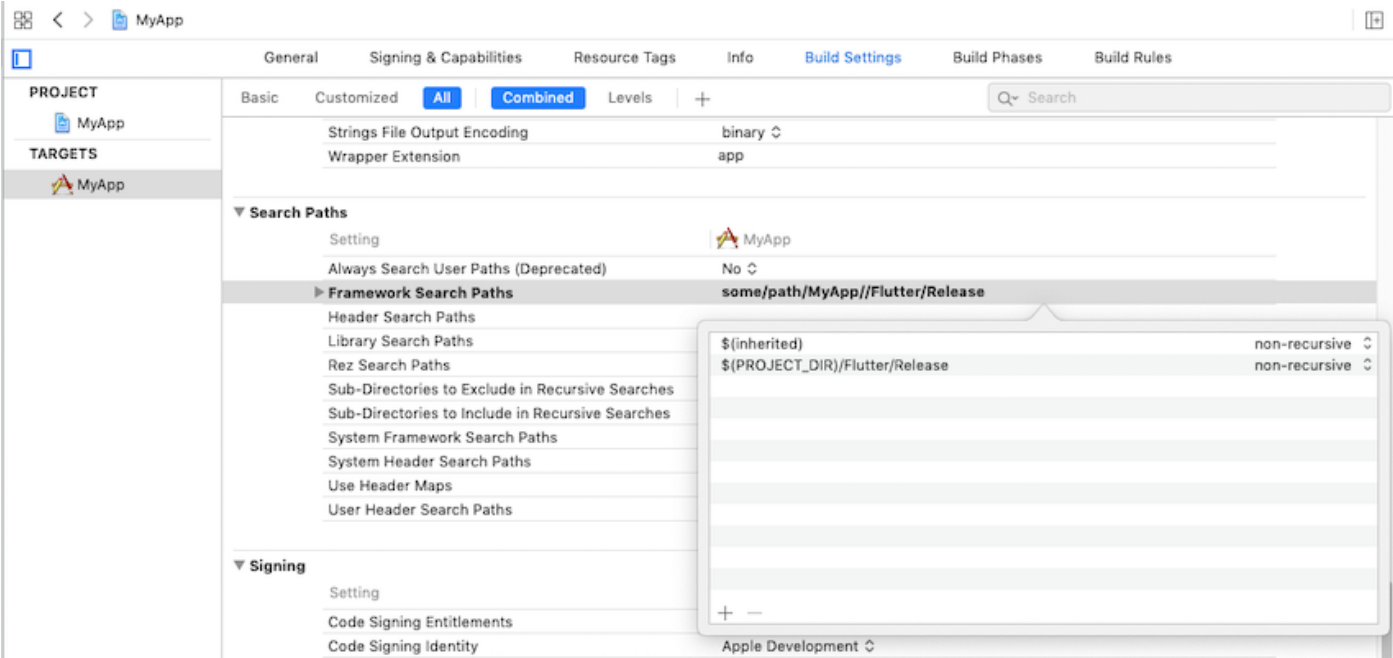 MyApp
General Signing & Capabilities Resource Tags Info Build Settings Build Phases Build Rules
PROJECT
MyApp
TARGETS
MyApp
Basic Customized All Combined Levels + Search
Strings File Output Encoding binary
Wrapper Extension app
Search Paths
Setting MyApp
Always Search User Paths (Deprecated) No
Framework Search Paths some/path/MyApp//Flutter/Release
Header Search Paths
Library Search Paths
Rez Search Paths
Sub-Directories to Exclude in Recursive Searches
Sub-Directories to Include in Recursive Searches
System Framework Search Paths
System Header Search Paths
Use Header Maps
User Header Search Paths
$(inherited) non-recursive
$(PROJECT_DIR)/Flutter/Release non-recursive
+ —
Signing
Setting
Code Signing Entitlements
Code Signing Identity Apple Development